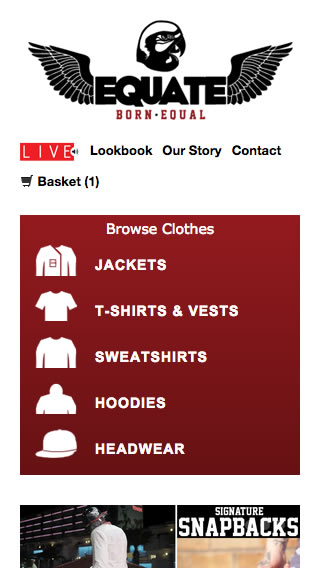 EQUATE
BORN·EQUAL
LIVE Lookbook Our Story Contact
Basket (1)
Browse Clothes
JACKETS
T-SHIRTS & VESTS
SWEATSHIRTS
HOODIES
HEADWEAR
SIGNATURE
SNAPBACKS